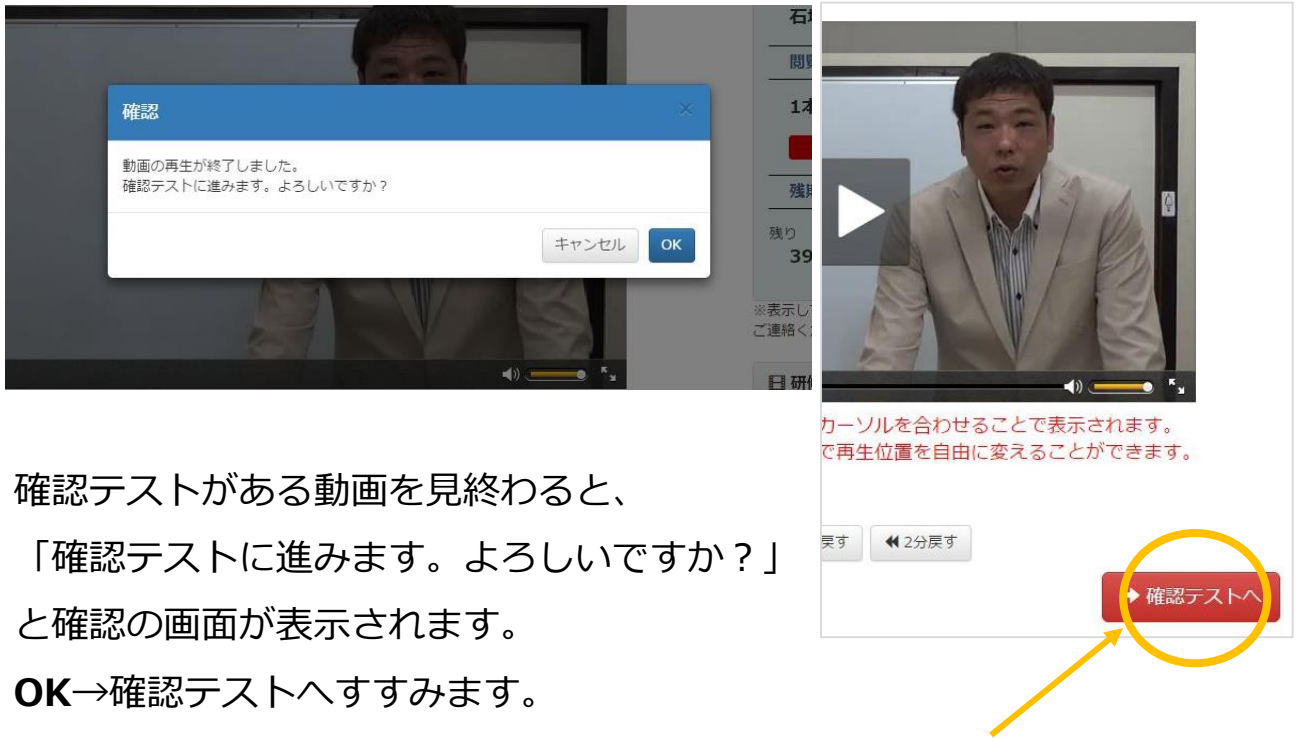 確認
×
動画の再生が終了しました。
確認テストに進みます。よろしいですか？
キャンセル
OK
1本
残り
39
※表示し
ご連絡く
カーソルを合わせることで表示されます。
で再生位置を自由に変えることができます。
戻す
2分戻す
確認テストへ
確認テストがある動画を見終わると、
「確認テストに進みます。よろしいですか？」
と確認の画面が表示されます。
OK→確認テストへすすみます。